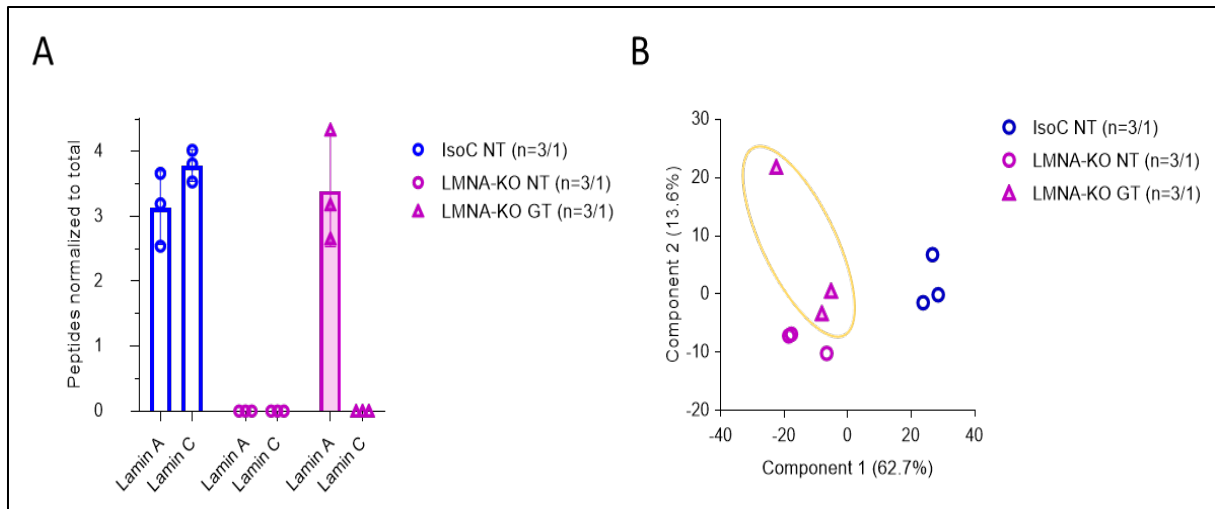 A
Peptides normalized to total
4
3
2
1
0
Lamin A
Lamin C
Lamin A
Lamin C
Lamin A
Lamin C
IsoC NT (n=3/1)
LMNA-KO NT (n=3/1)
LMNA-KO GT (n=3/1)
B
Component 2 (13.6%)
30
20
10
0
-10
-20
-40
-20
0
20
40
Component 1 (62.7%)
IsoC NT (n=3/1)
LMNA-KO NT (n=3/1)
LMNA-KO GT (n=3/1)